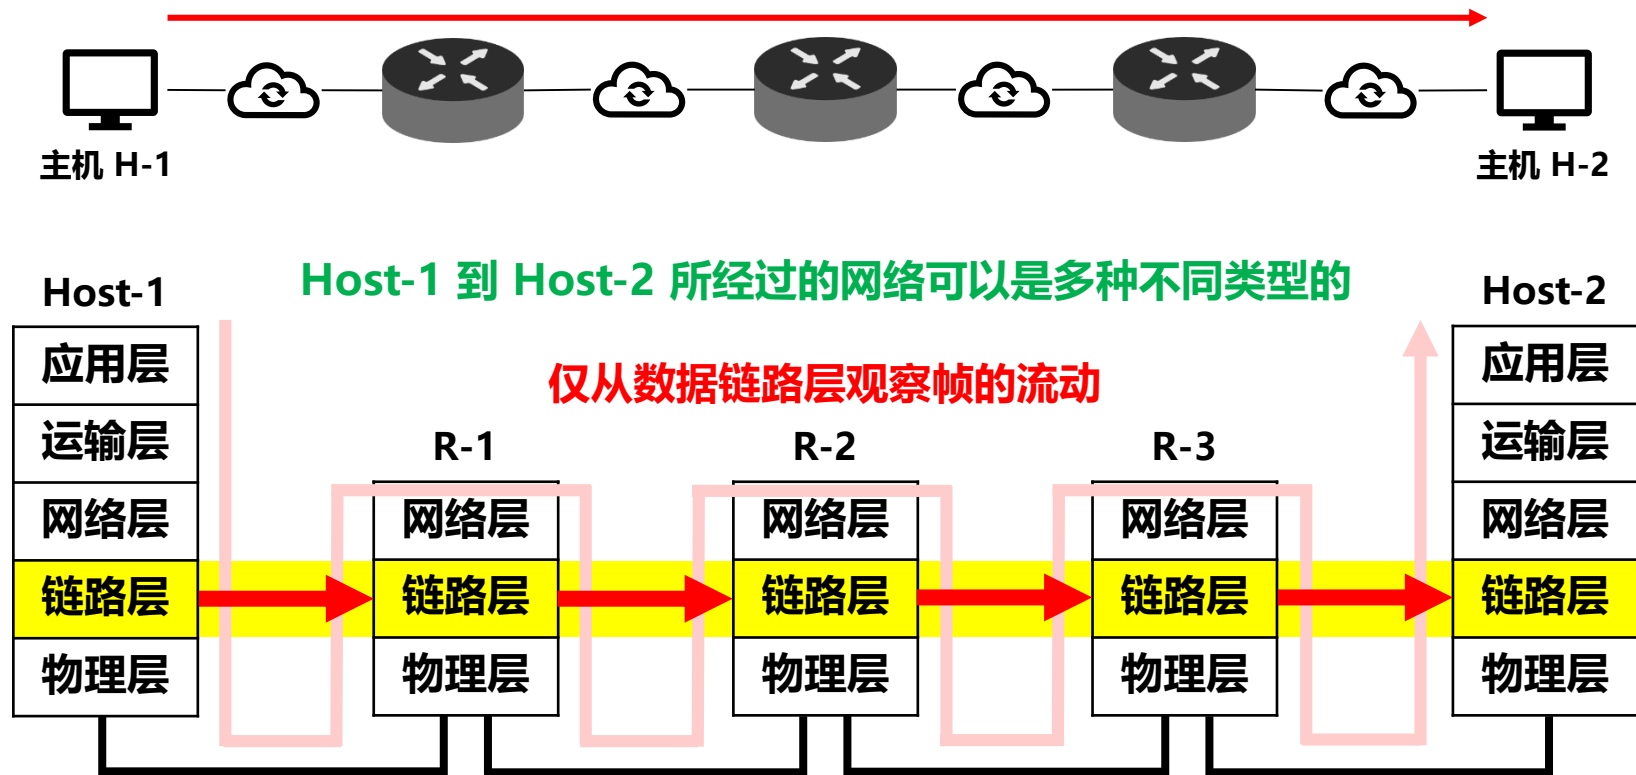 主机 H-1
主机 H-2
Host-1 到 Host-2 所经过的网络可以是多种不同类型的
仅从数据链路层观察帧的流动
Host-1
应用层
运输层
网络层
链路层
物理层
R-1
网络层
链路层
物理层
R-2
网络层
链路层
物理层
R-3
网络层
链路层
物理层
Host-2
应用层
运输层
网络层
链路层
物理层